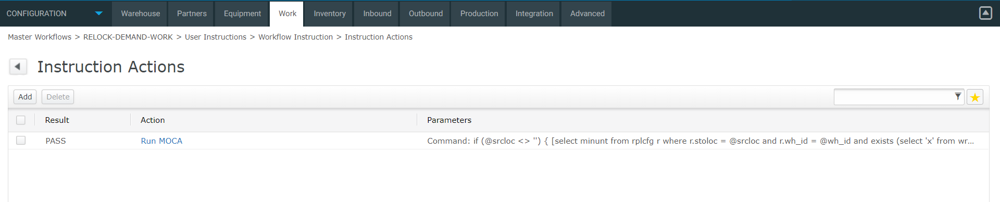 CONFIGURATION Warehouse Partners Equipment Work Inventory Inbound Outbound Production Integration Advanced
Master Workflows > RELOCK-DEMAND-WORK > User Instructions > Workflow Instruction > Instruction Actions
Instruction Actions
Add Delete
Result Action Parameters
PASS Run MOCA Command: if (@srcloc <> '') { [select minunt from rplcfg r where r.stoloc = @srcloc and r.wh_id = @wh_id and exists (select 'x' from wr...